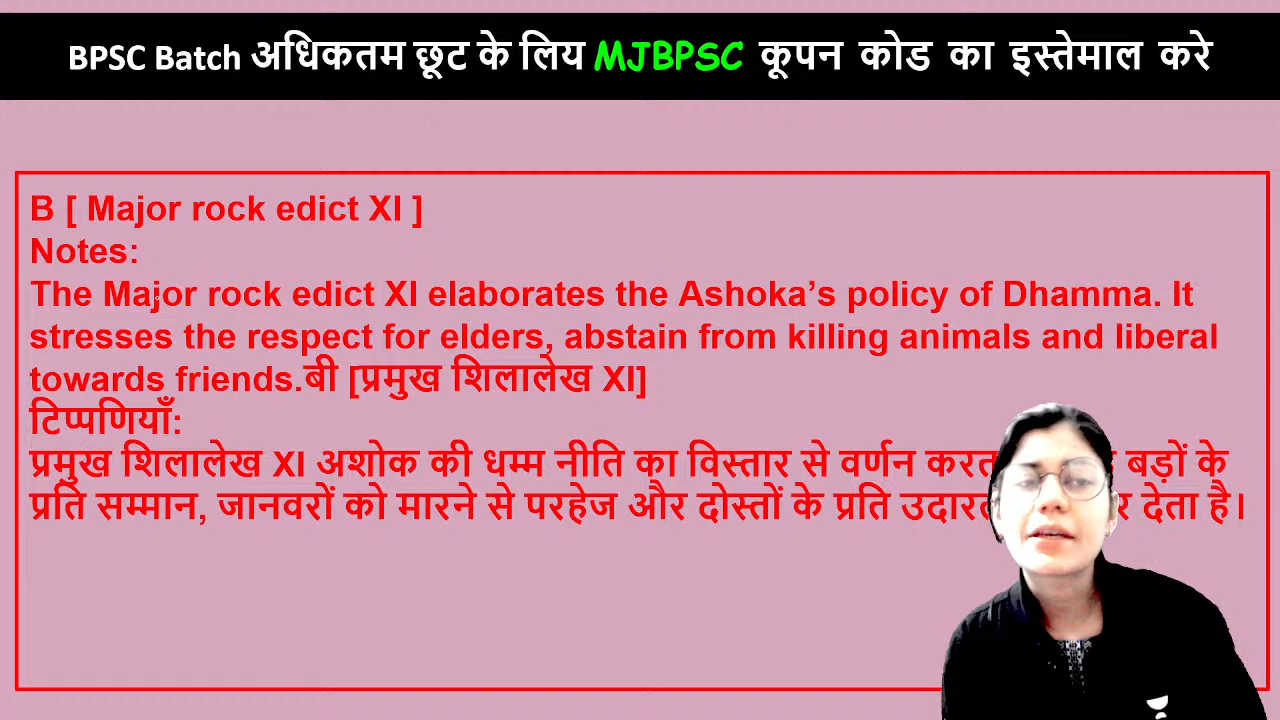 BPSC Batch अधिकतम छूट के लिय MJBPSC कूपन कोड का इस्तेमाल करे
B [ Major rock edict XI ]
Notes:
The Major rock edict XI elaborates the Ashoka’s policy of Dhamma. It
stresses the respect for elders, abstain from killing animals and liberal
towards friends.बी [प्रमुख शिलालेख XI]
टिप्पणियाँ:
प्रमुख शिलालेख XI अशोक की धम्म नीति का विस्तार से वर्णन बड़ों के
प्रति सम्मान, जानवरों को मारने से परहेज और दोस्तों के प्रति देता है।